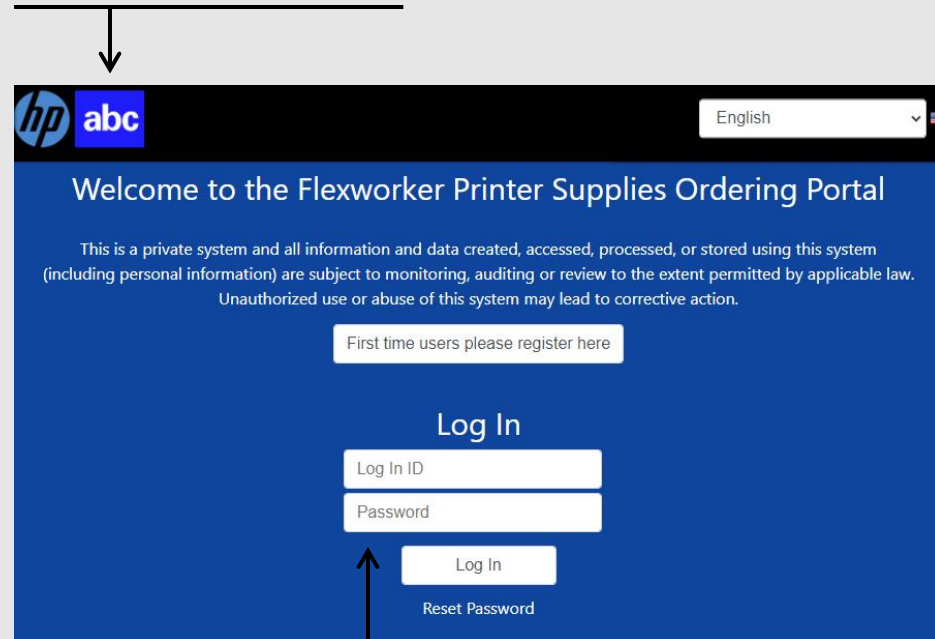 hp abc
English
Welcome to the Flexworker Printer Supplies Ordering Portal
This is a private system and all information and data created, accessed, processed, or stored using this system
(including personal information) are subject to monitoring, auditing or review to the extent permitted by applicable law.
Unauthorized use or abuse of this system may lead to corrective action.
First time users please register here
Log In
Log In ID
Password
Log In
Reset Password